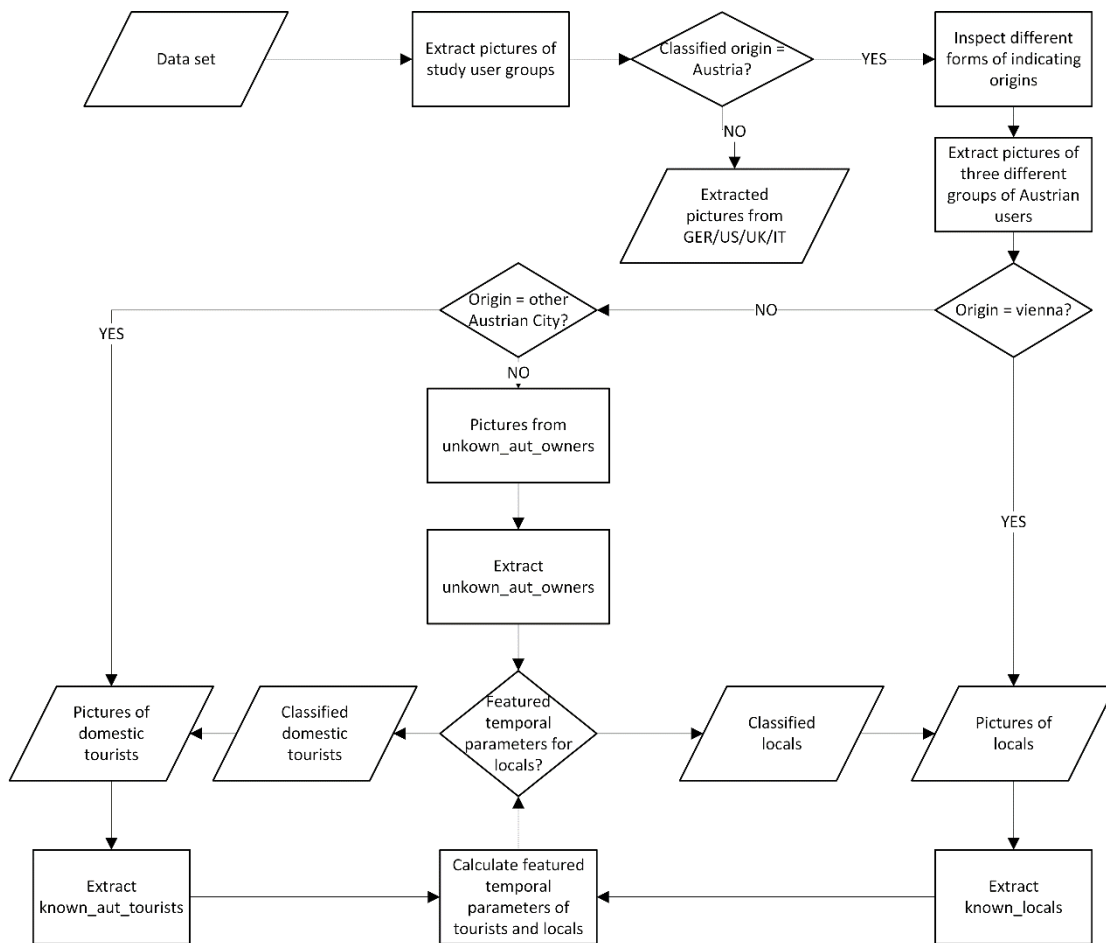 Data set
Extract pictures of
study user groups
Classified origin =
Austria?
YES
Inspect different
forms of indicating
origins
NO
Extracted
pictures from
GER/US/UK/IT
Extract pictures of
three different
groups of Austrian
users
Origin = vienna?
NO
Origin = other
Austrian City?
YES
NO
Pictures from
unkown_aut_owners
YES
Extract
unkown_aut_owners
Pictures of
domestic
tourists
Classified
domestic
tourists
Featured
temporal
parameters for
locals?
Classified
locals
Pictures of
locals
Extract
known_aut_tourists
Calculate featured
temporal
parameters of
tourists and locals
Extract
known_locals